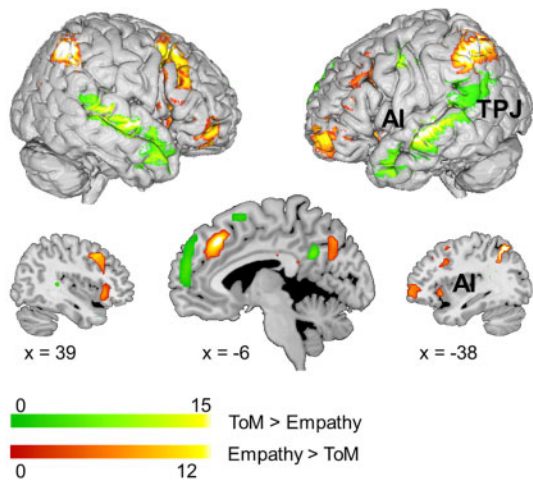 AI
TPJ
AI
x = 39
x = -6
x = -38
0
15
ToM > Empathy
Empathy > ToM
0
12